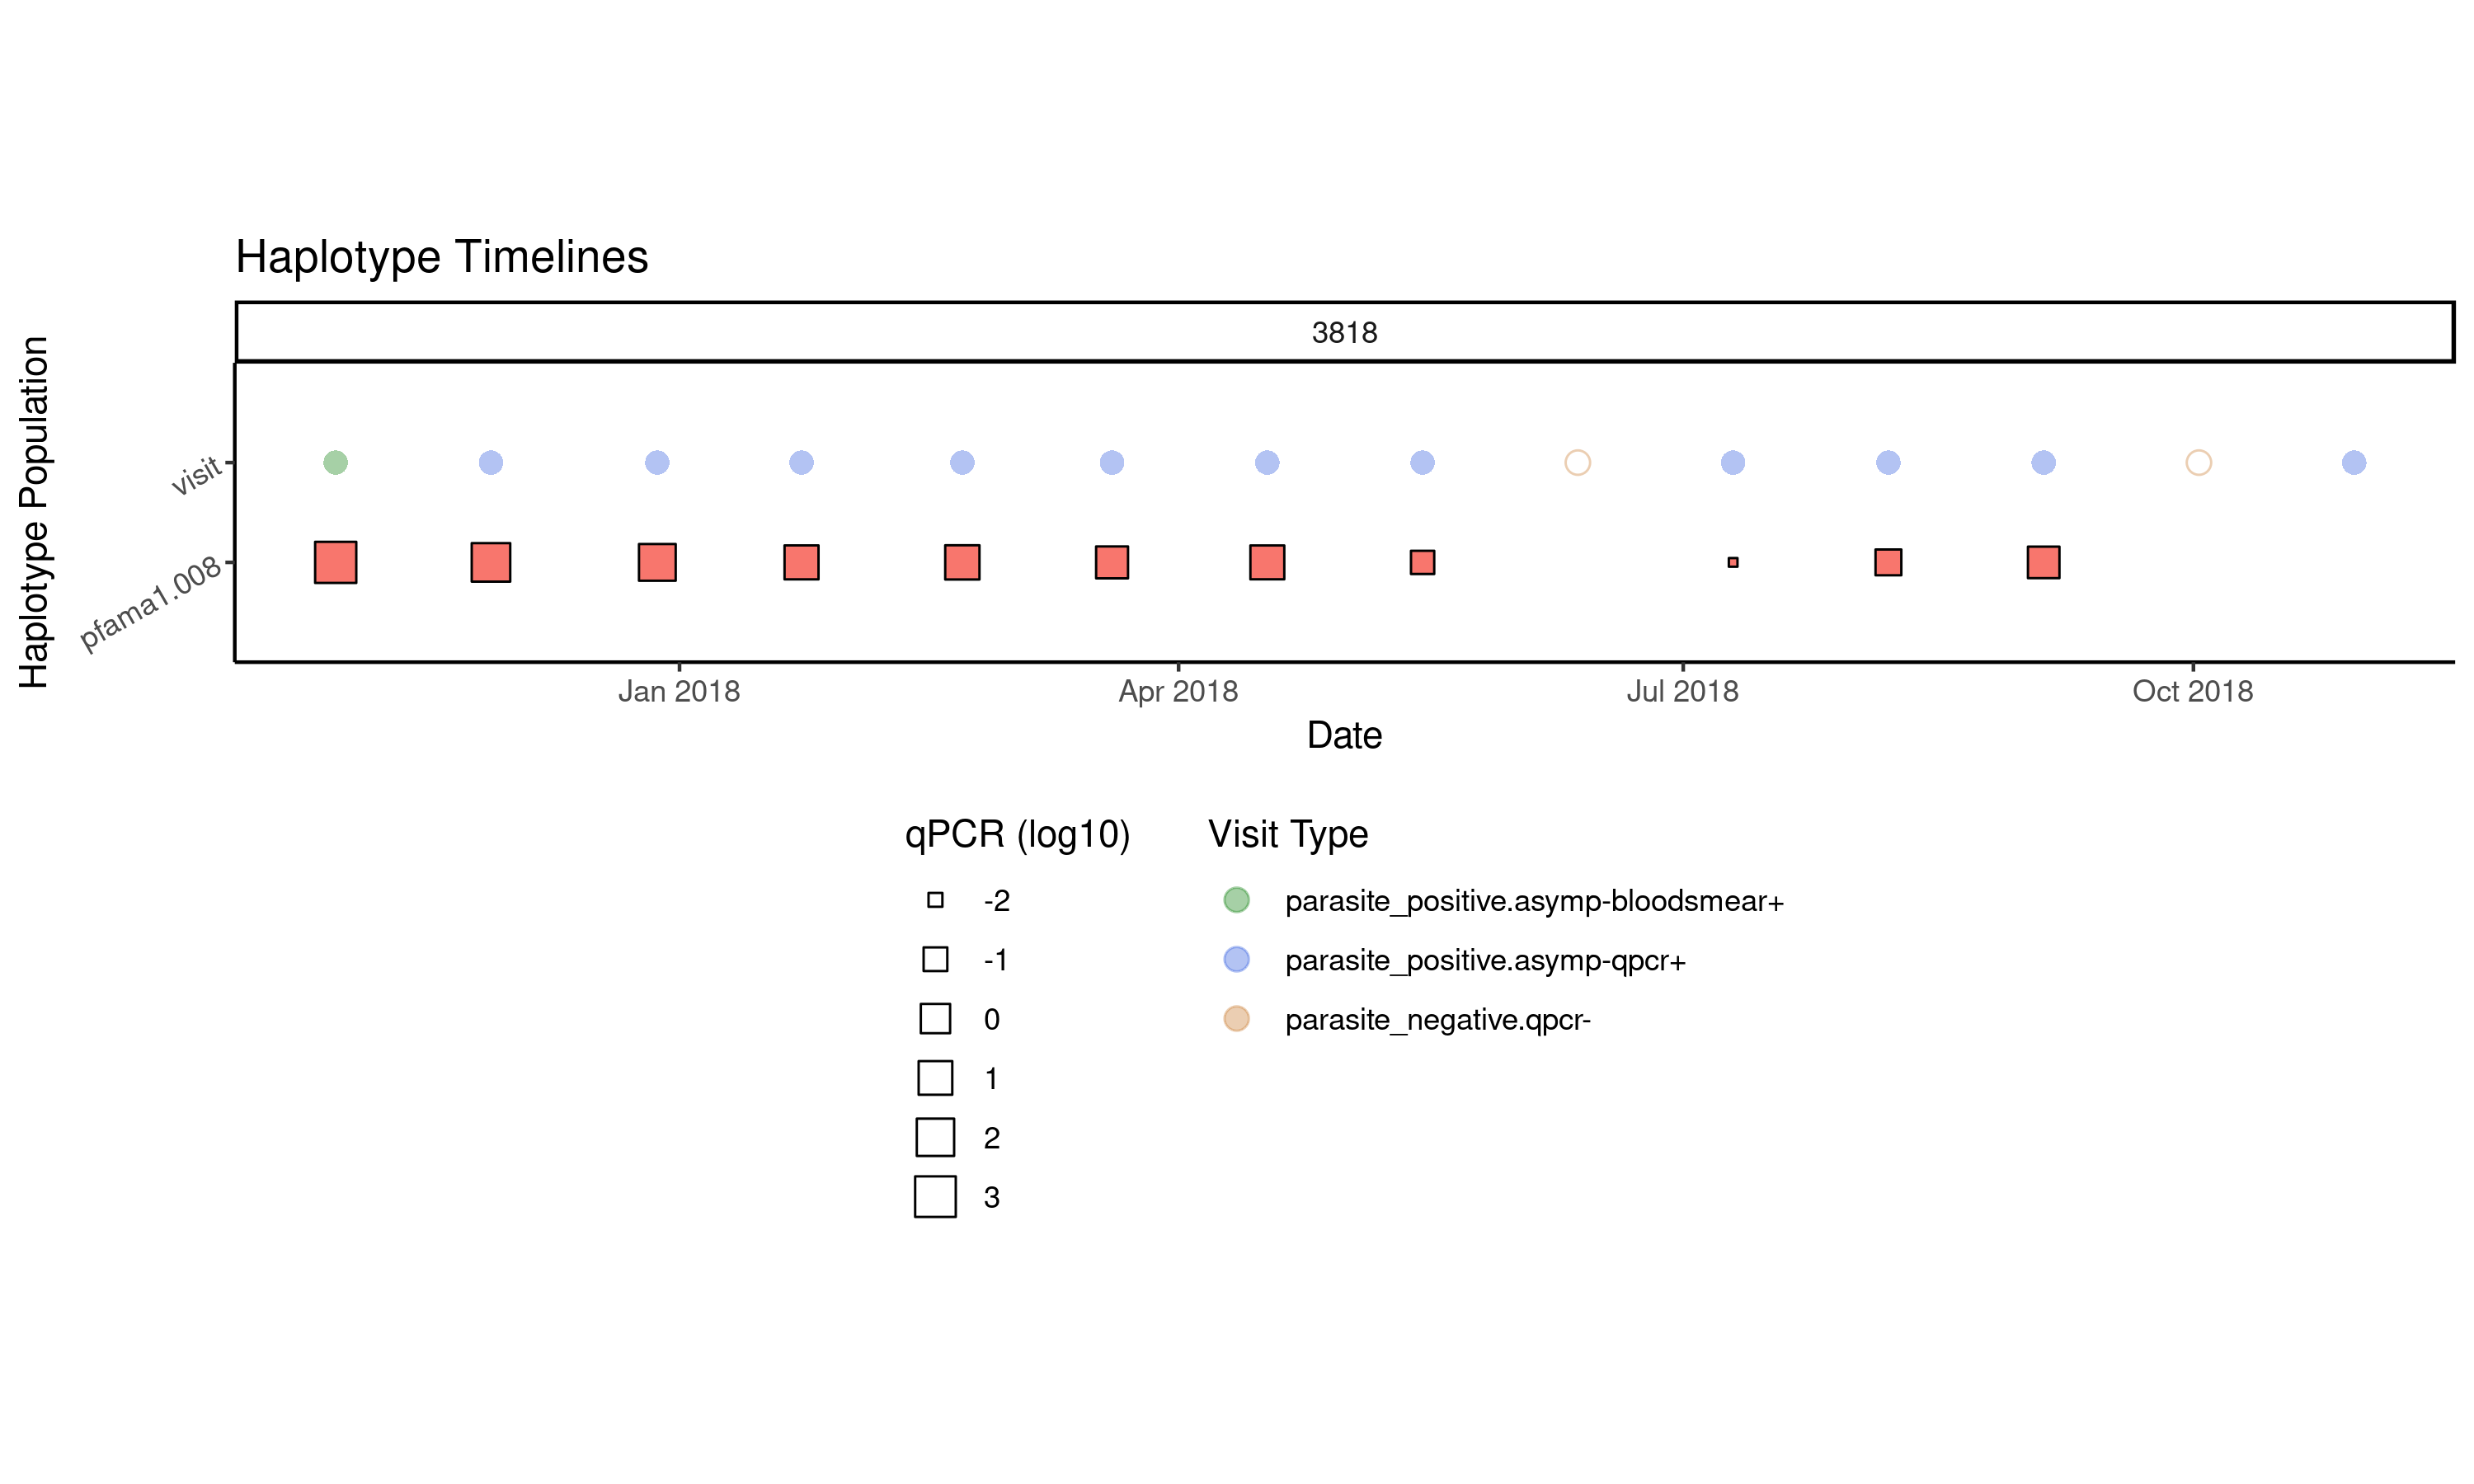 Haplotype Timelines
3818
Haplotype Population
visit
pfama1.008
Jan 2018
Apr 2018
Jul 2018
Oct 2018
Date
qPCR (log10)
-2
-1
0
1
2
3
Visit Type
parasite_positive.asymp-bloodsmear+
parasite_positive.asymp-qpcr+
parasite_negative.qpcr-